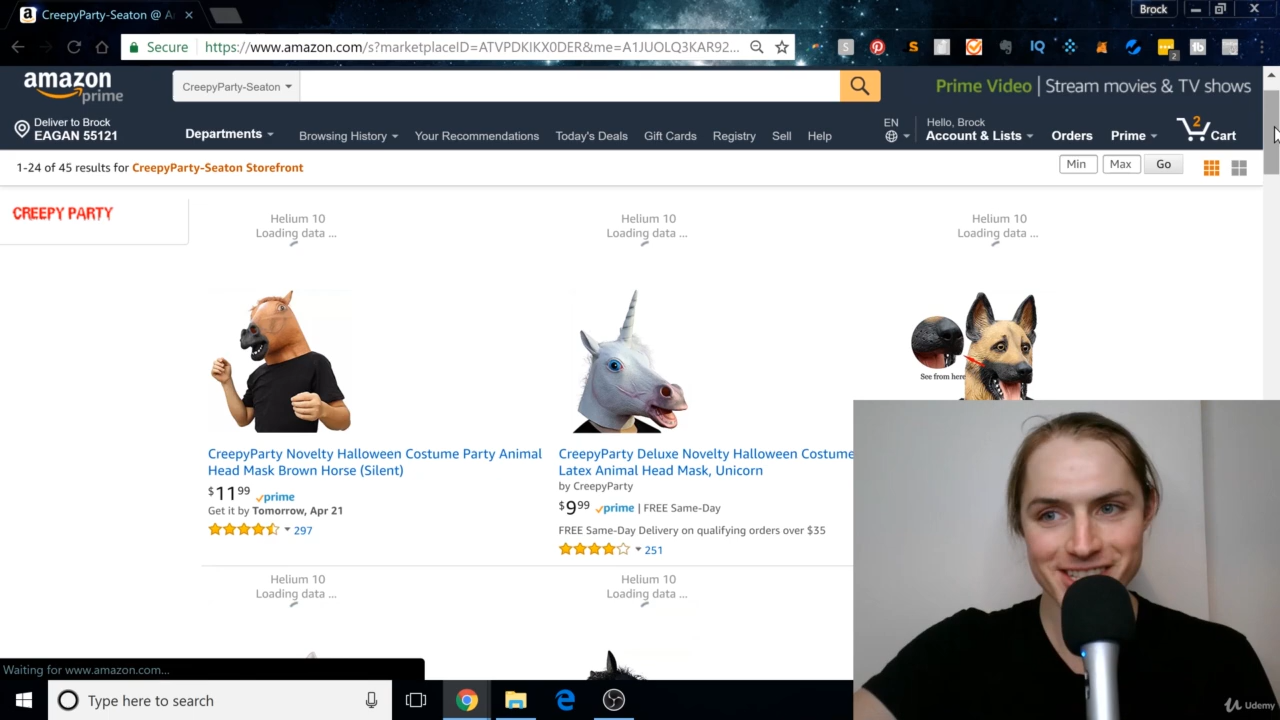 CreepyParty-Seaton @ A
Brock
Secure
https://www.amazon.com/s?marketplaceID=ATVPDKIKX0DER&me=A1JUOLQ3KAR92...
S
S
IQ
2
tb
amazon
prime
CreepyParty-Seaton
Prime Video | Stream movies & TV shows
Deliver to Brock
EAGAN 55121
Departments
Browsing History
Your Recommendations
Today's Deals
Gift Cards
Registry
Sell
Help
EN
Hello, Brock
Account & Lists
Orders
Prime
2
Cart
1-24 of 45 results for CreepyParty-Seaton Storefront
Min
Max
Go
CREEPY PARTY
Helium 10
Loading data ...
Helium 10
Loading data ...
Helium 10
Loading data ...
See from here
CreepyParty Novelty Halloween Costume Party Animal
Head Mask Brown Horse (Silent)
$11 99 prime
Get it by Tomorrow, Apr 21
297
CreepyParty Deluxe Novelty Halloween Costume
Latex Animal Head Mask, Unicorn
by CreepyParty
$9 99 prime | FREE Same-Day
FREE Same-Day Delivery on qualifying orders over $35
251
Helium 10
Loading data ...
Helium 10
Loading data ...
Waiting for www.amazon.com...
Type here to search
Udemy